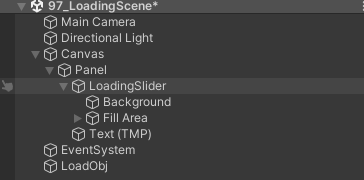 97_LoadingScene*
Main Camera
Directional Light
Canvas
Panel
LoadingSlider
Background
Fill Area
Text (TMP)
EventSystem
LoadObj